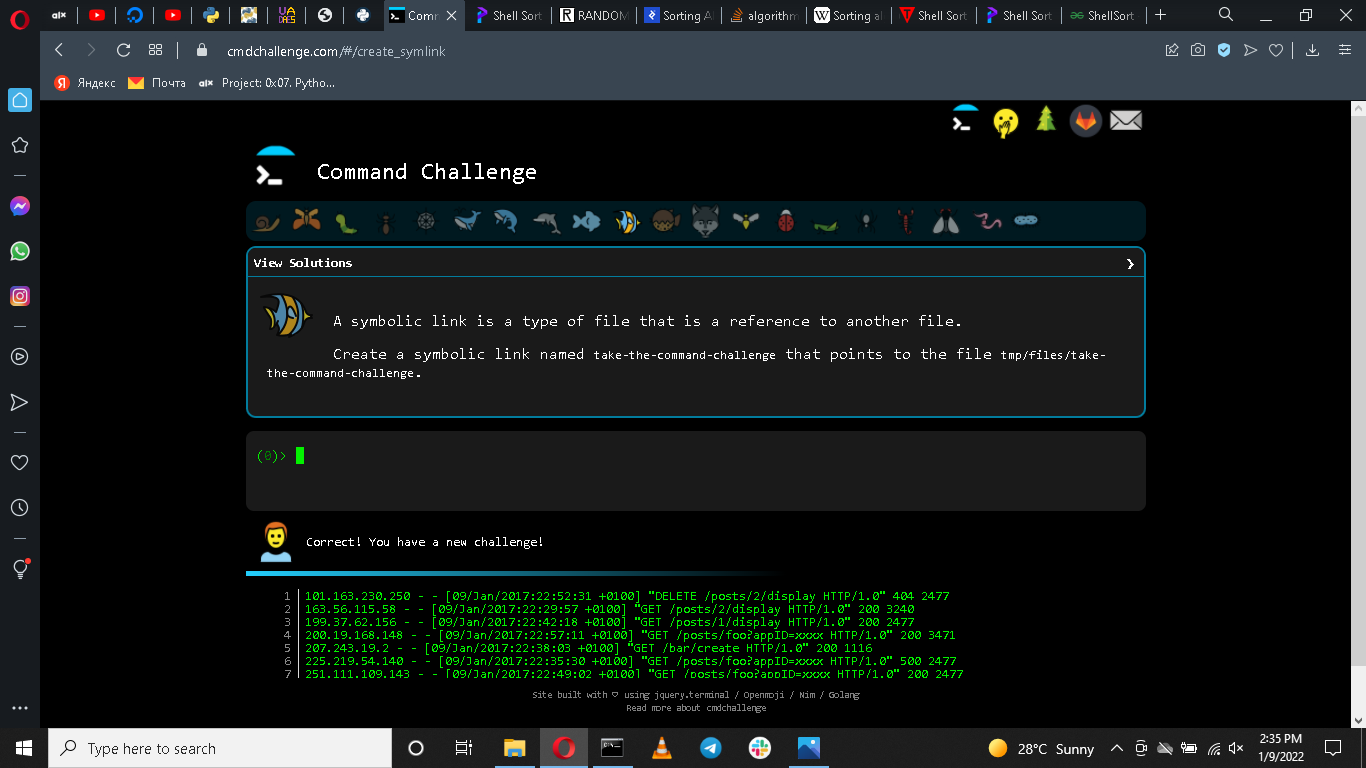 alx
Comm
Shell Sort
RANDOM
Sorting A
algorithm
Sorting al
Shell Sort
Shell Sort
ShellSort
cmdchallenge.com/#/create_symlink
Яндекс
Почта
alx
Project: 0x07. Pytho...
Command Challenge
View Solutions
A symbolic link is a type of file that is a reference to another file.
Create a symbolic link named take-the-command-challenge that points to the file tmp/files/take-
the-command-challenge.
(0)>
Correct! You have a new challenge!
1 101.163.230.250 - - [09/Jan/2017:22:52:31 +0100] "DELETE /posts/2/display HTTP/1.0" 404 2477
2 163.56.115.58 - - [09/Jan/2017:22:29:57 +0100] "GET /posts/2/display HTTP/1.0" 200 3240
3 199.37.62.156 - - [09/Jan/2017:22:42:18 +0100] "GET /posts/1/display HTTP/1.0" 200 2477
4 200.19.168.148 - - [09/Jan/2017:22:57:11 +0100] "GET /posts/foo?appID=xxxx HTTP/1.0" 200 3471
5 207.243.19.2 - - [09/Jan/2017:22:38:03 +0100] "GET /bar/create HTTP/1.0" 200 1116
6 225.219.54.140 - - [09/Jan/2017:22:35:30 +0100] "GET /posts/foo?appID=xxxx HTTP/1.0" 500 2477
7 251.111.109.143 - - [09/Jan/2017:22:49:02 +0100] "GET /posts/foo?appID=xxxx HTTP/1.0" 200 2477
Site built with ♡ using jquery.terminal / Openmoji / Nim / Golang
Read more about cmdchallenge
Type here to search
28°C Sunny
2:35 PM
1/9/2022